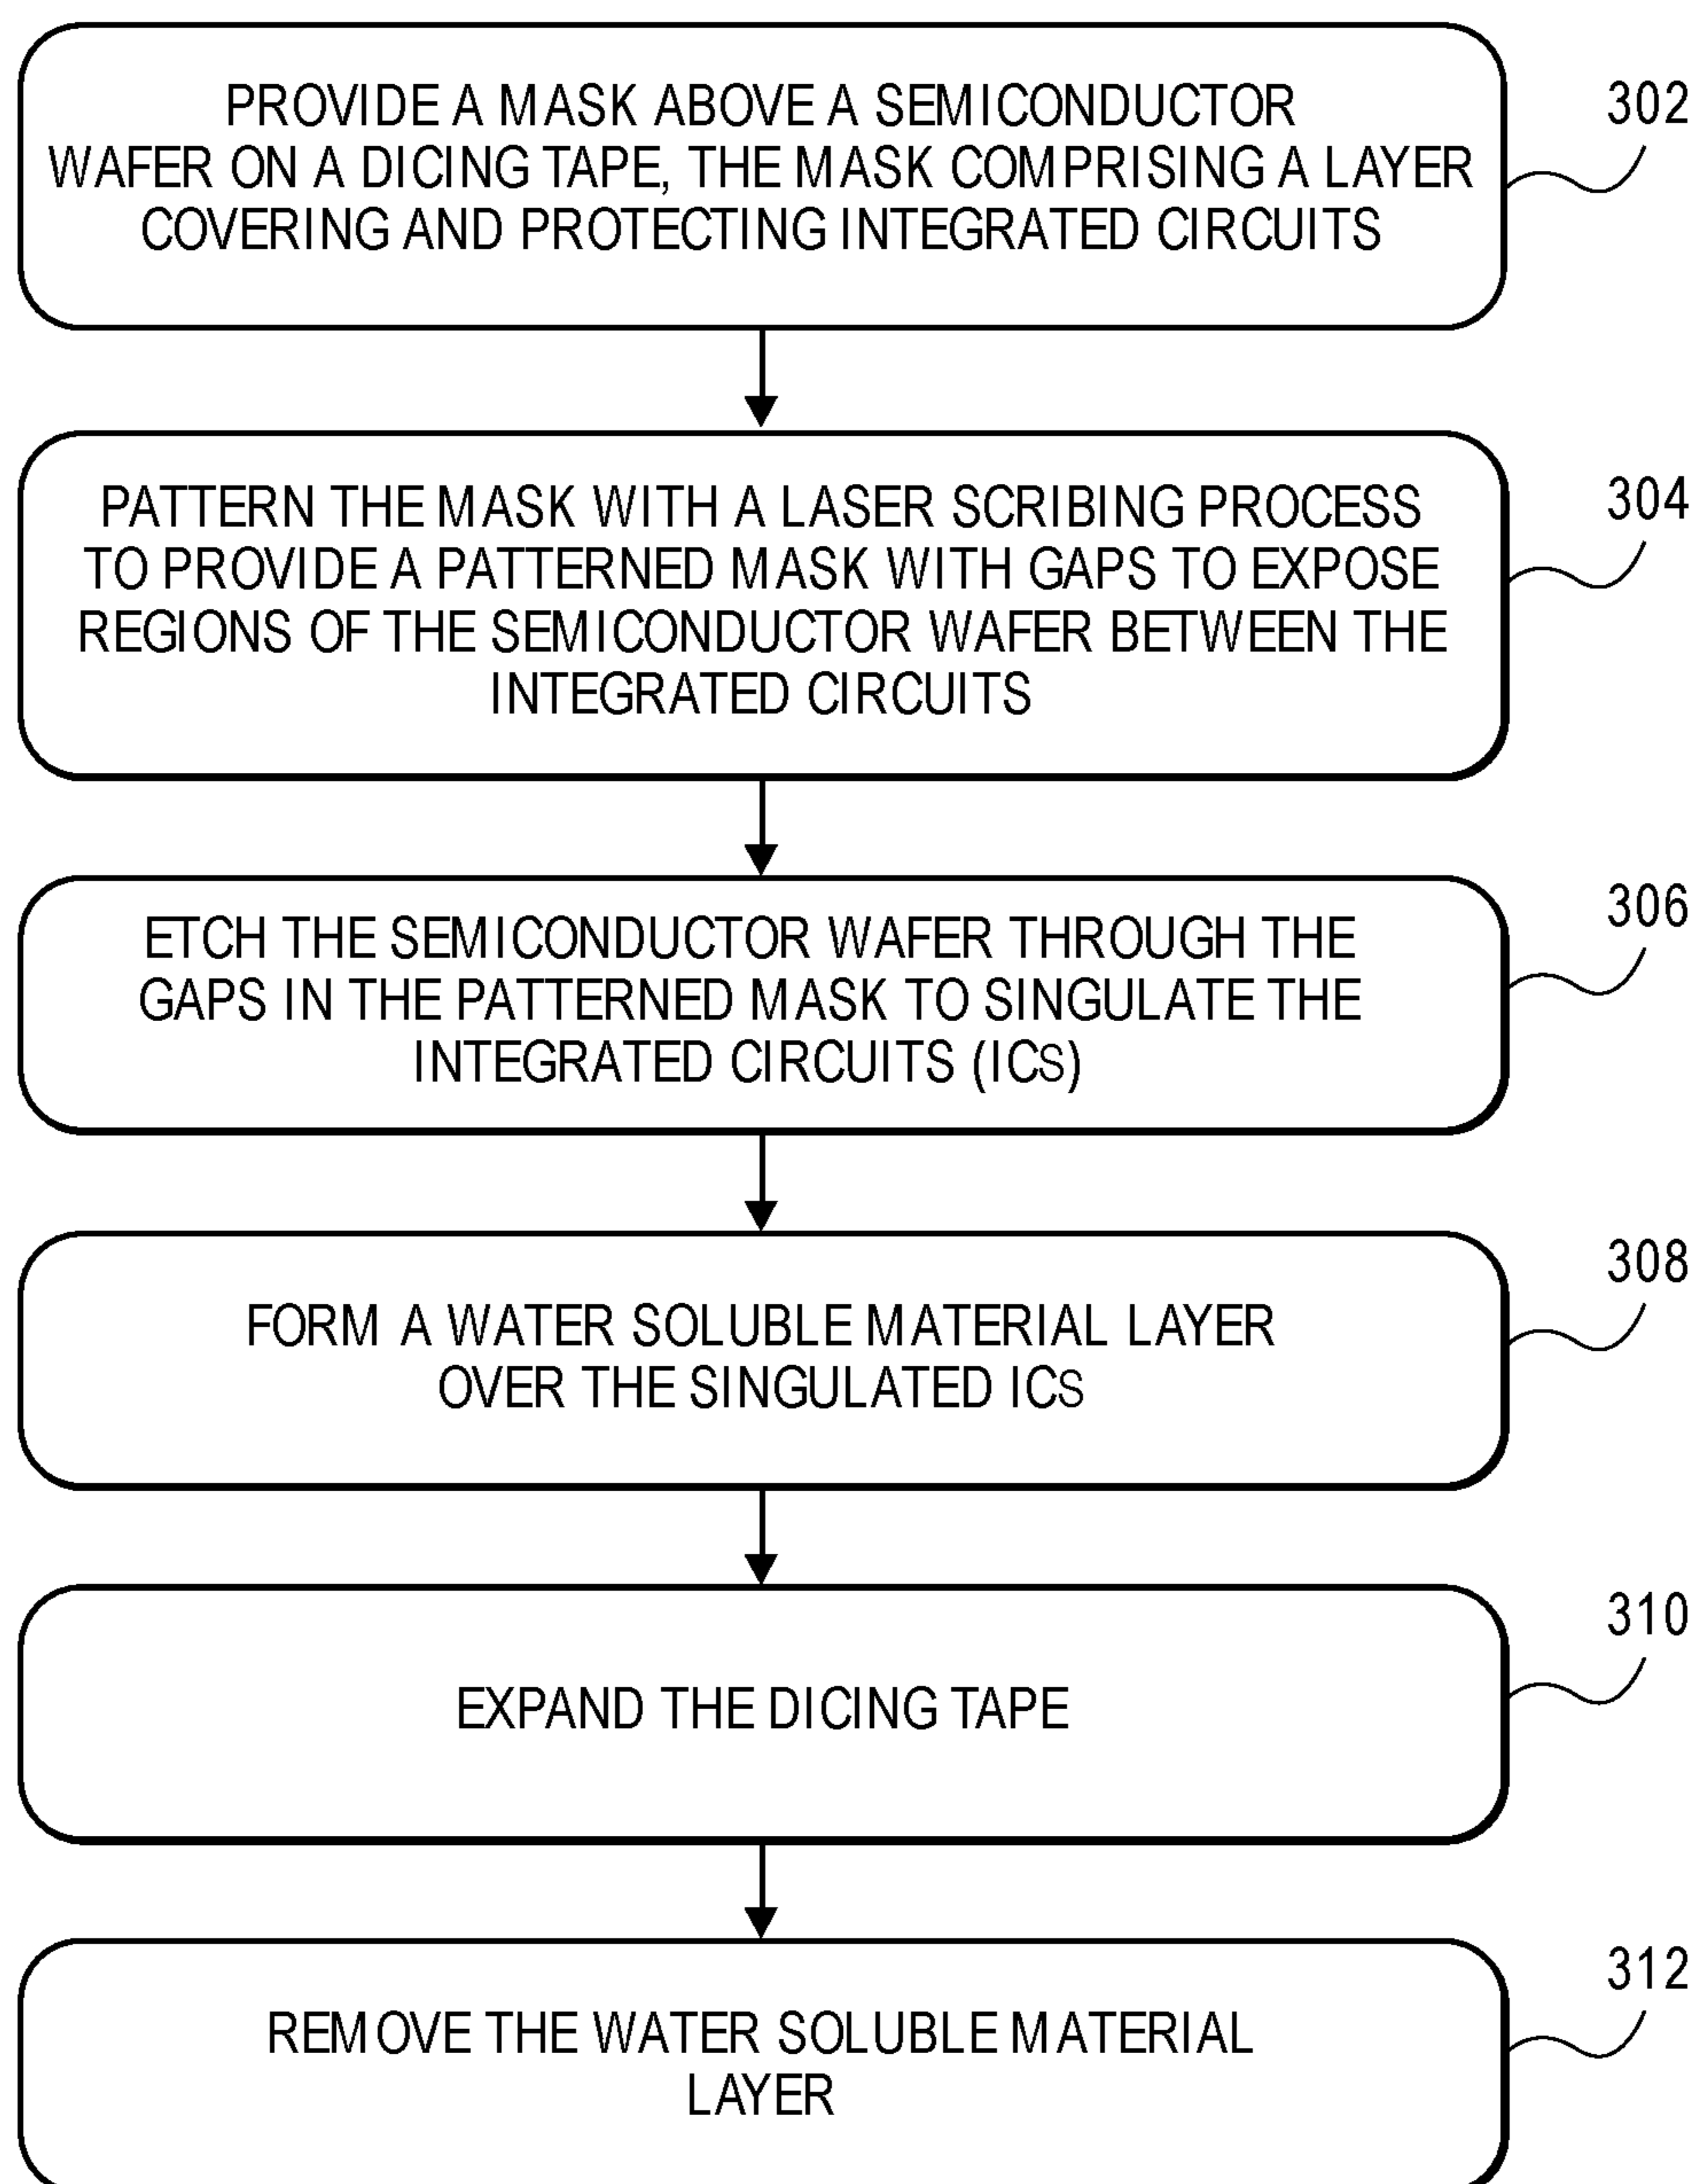 PROVIDE A MASK ABOVE A SEMICONDUCTOR
WAFER ON A DICING TAPE, THE MASK COMPRISING A LAYER
COVERING AND PROTECTING INTEGRATED CIRCUITS
302
PATTERN THE MASK WITH A LASER SCRIBING PROCESS
TO PROVIDE A PATTERNED MASK WITH GAPS TO EXPOSE
REGIONS OF THE SEMICONDUCTOR WAFER BETWEEN THE
INTEGRATED CIRCUITS
304
ETCH THE SEMICONDUCTOR WAFER THROUGH THE
GAPS IN THE PATTERNED MASK TO SINGULATE THE
INTEGRATED CIRCUITS (ICS)
306
FORM A WATER SOLUBLE MATERIAL LAYER
OVER THE SINGULATED ICS
308
EXPAND THE DICING TAPE
310
REMOVE THE WATER SOLUBLE MATERIAL
LAYER
312